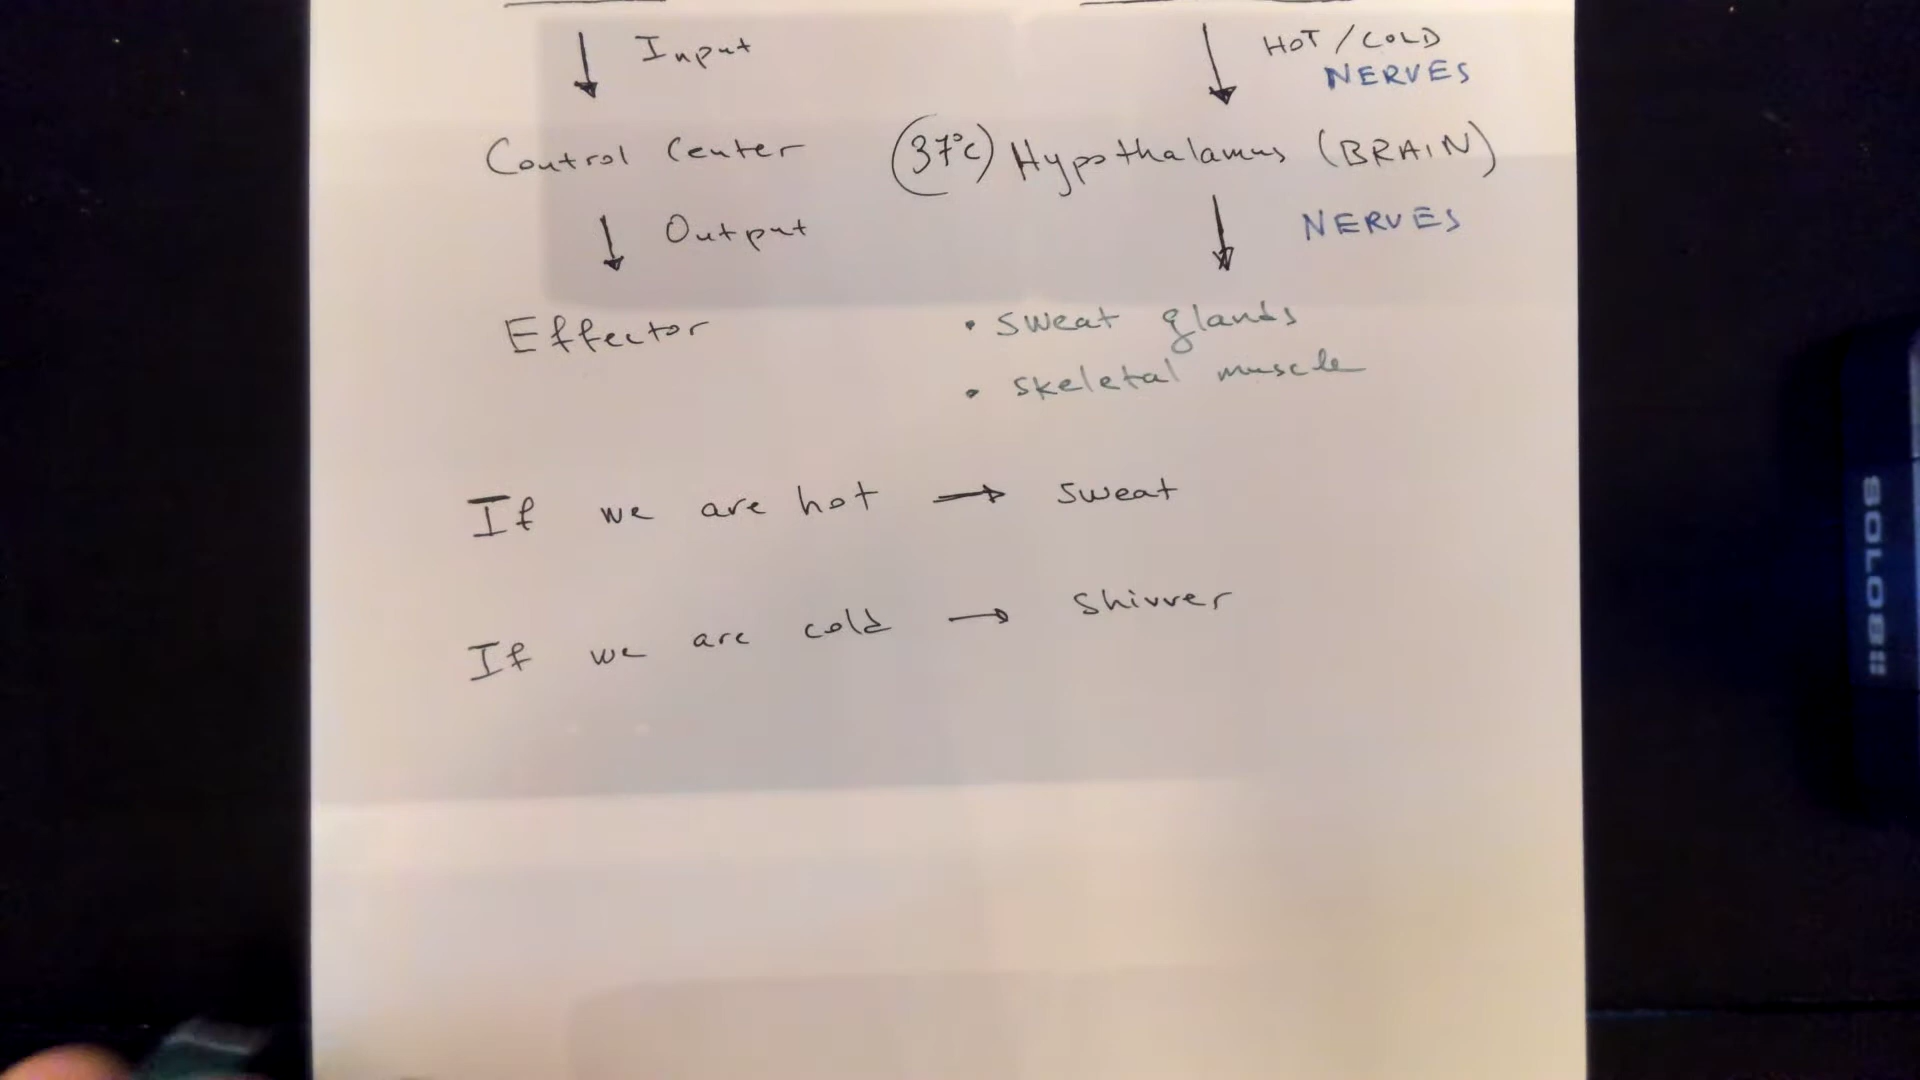 Input
HOT / COLD
NERVES
Control Center
37°C Hypothalamus (BRAIN)
Output
NERVES
Effector
• sweat glands
• skeletal muscle
If we are hot → sweat
If we are cold → shivver
SOLO8